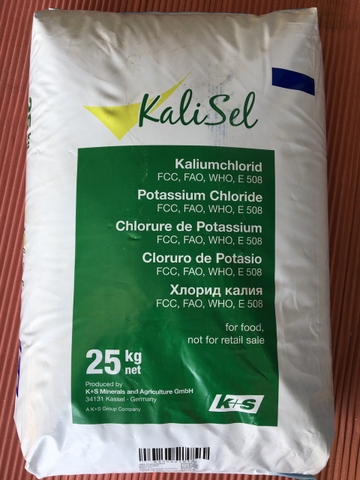 KaliSel
Kaliumchlorid
FCC, FAO, WHO, E 508
Potassium Chloride
FCC, FAO, WHO, E 508
Chlorure de Potassium
FCC, FAO, WHO, E 508
Cloruro de Potasio
FCC, FAO, WHO, E 508
Хлорид калия
FCC, FAO, WHO, E 508
for food,
not for retail sale
25 kg
net
Produced by
K+S Minerals and Agriculture GmbH
34131 Kassel - Germany
A K+S Group Company
K+S